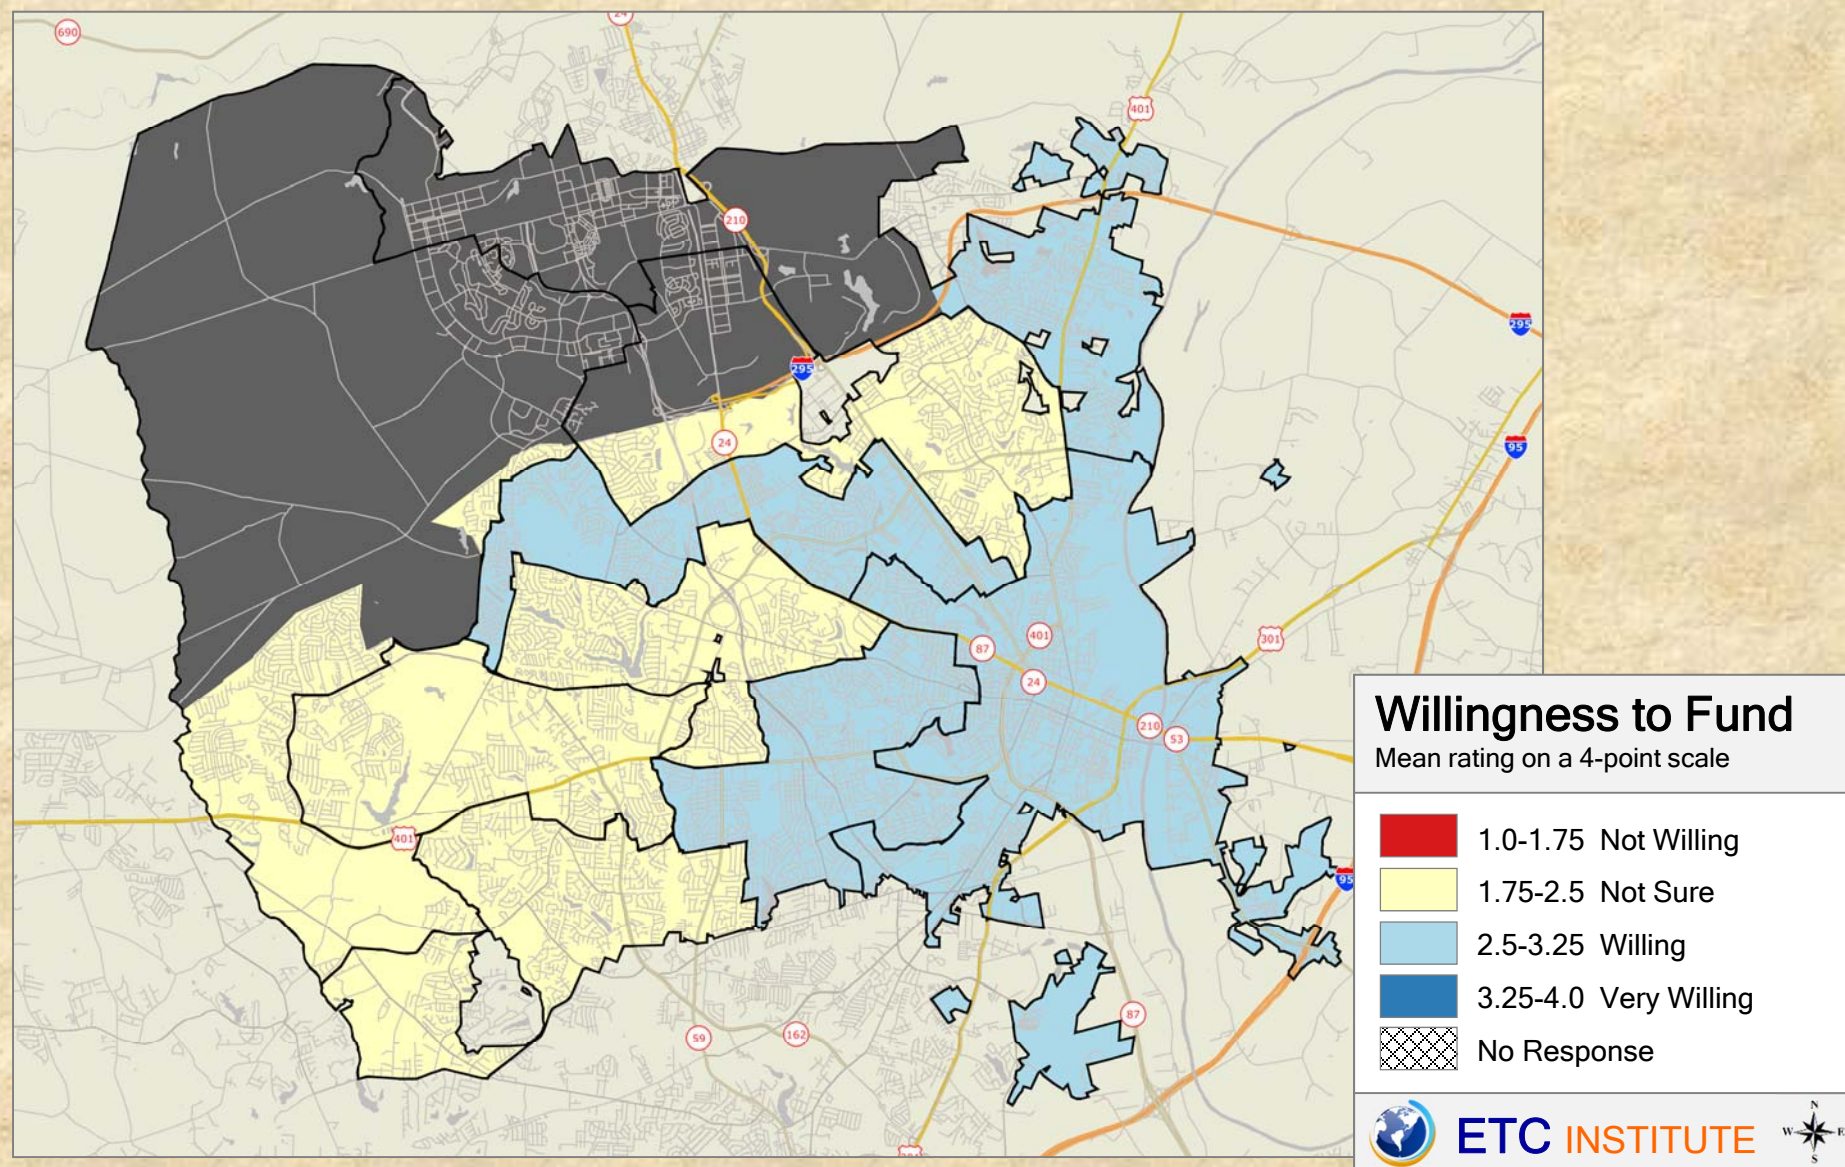 690
24
401
210
295
295
24
95
87
401
301
24
210
53
401
95
87
59
162
Willingness to Fund
Mean rating on a 4-point scale
1.0-1.75 Not Willing
1.75-2.5 Not Sure
2.5-3.25 Willing
3.25-4.0 Very Willing
No Response
ETC INSTITUTE
N
W
E
S